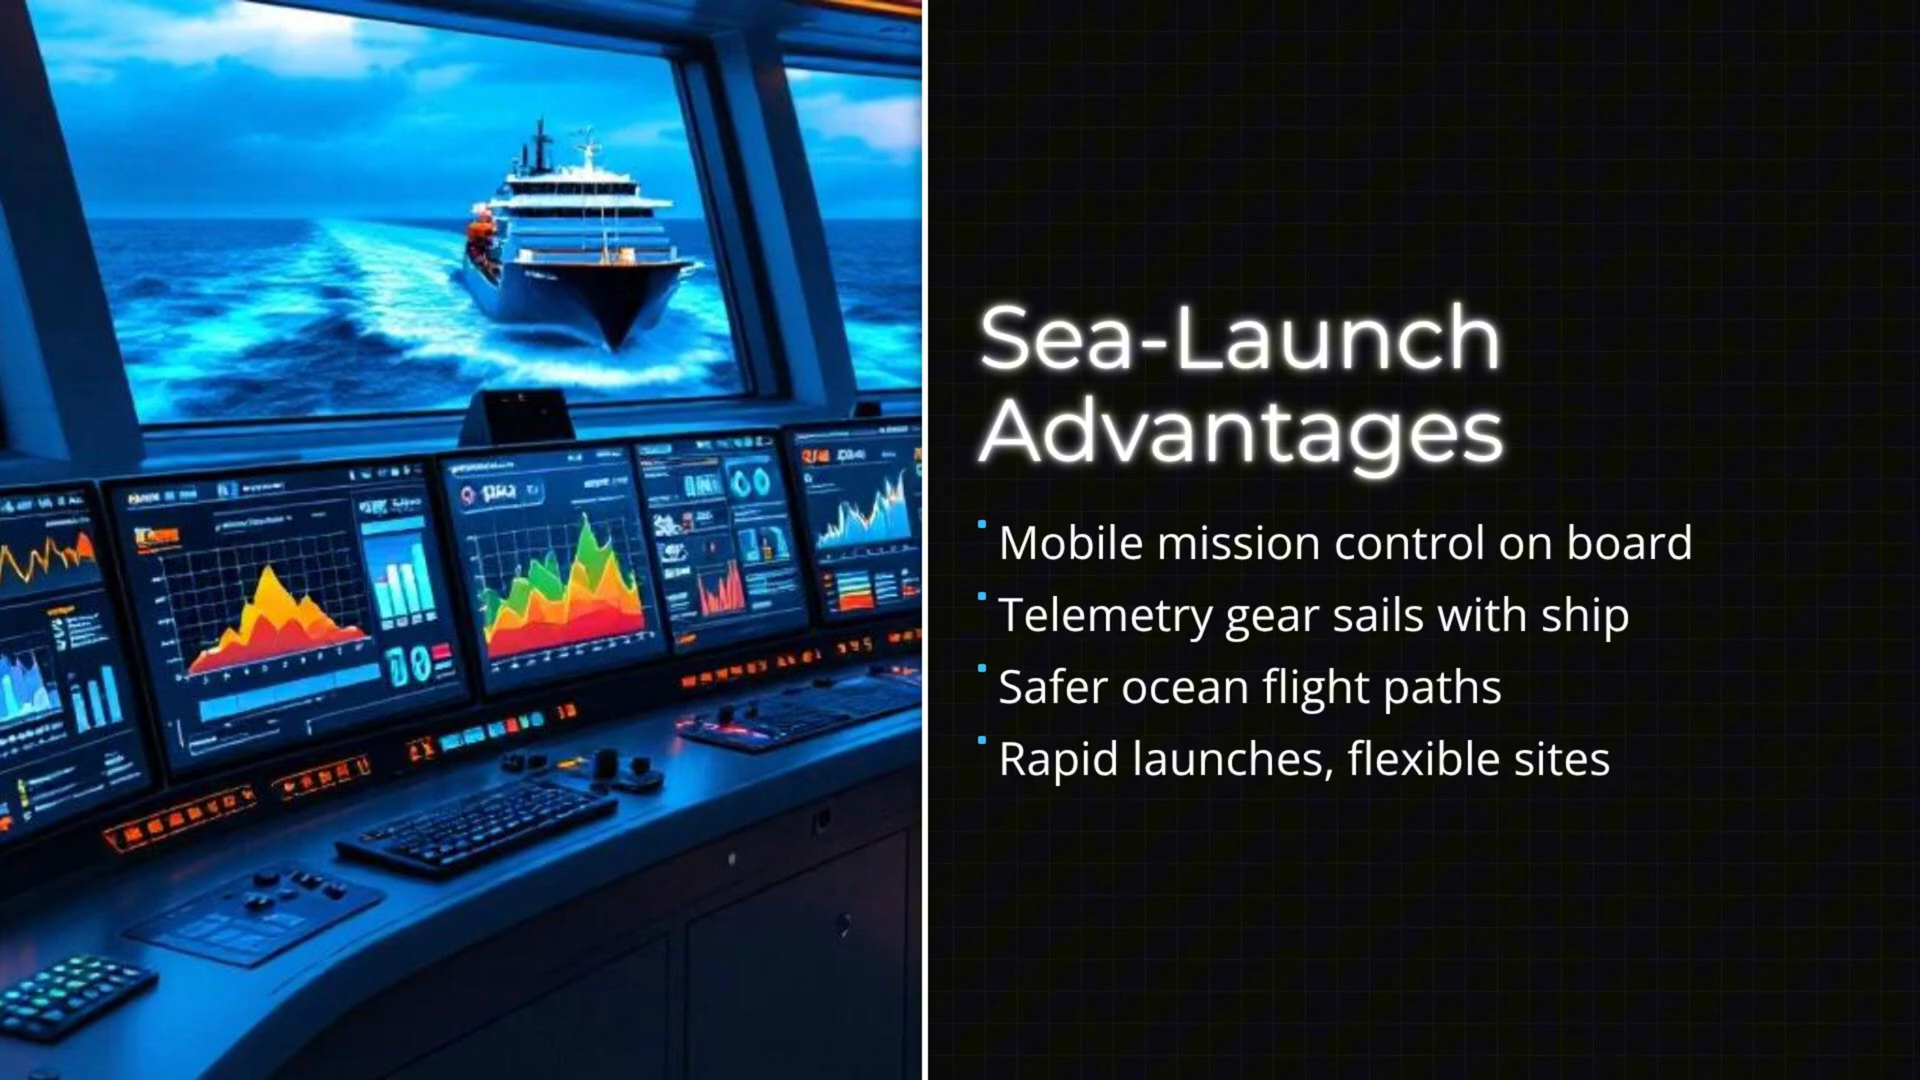 Sea-Launch
Advantages
Mobile mission control on board
Telemetry gear sails with ship
Safer ocean flight paths
Rapid launches, flexible sites